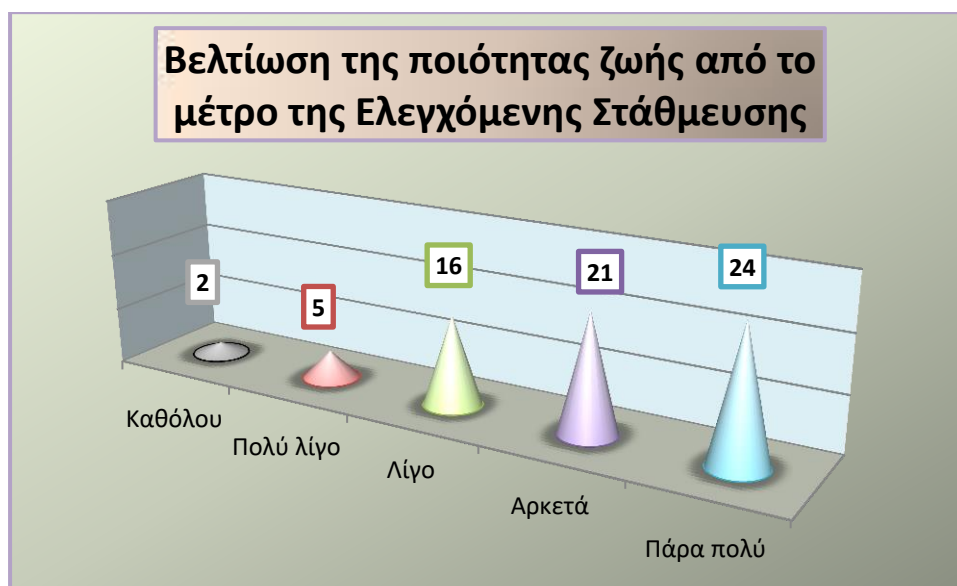 Βελτίωση της ποιότητας ζωής από το
μέτρο της Ελεγχόμενης Στάθμευσης
2
5
16
21
24
Καθόλου
Πολύ λίγο
Λίγο
Αρκετά
Πάρα πολύ